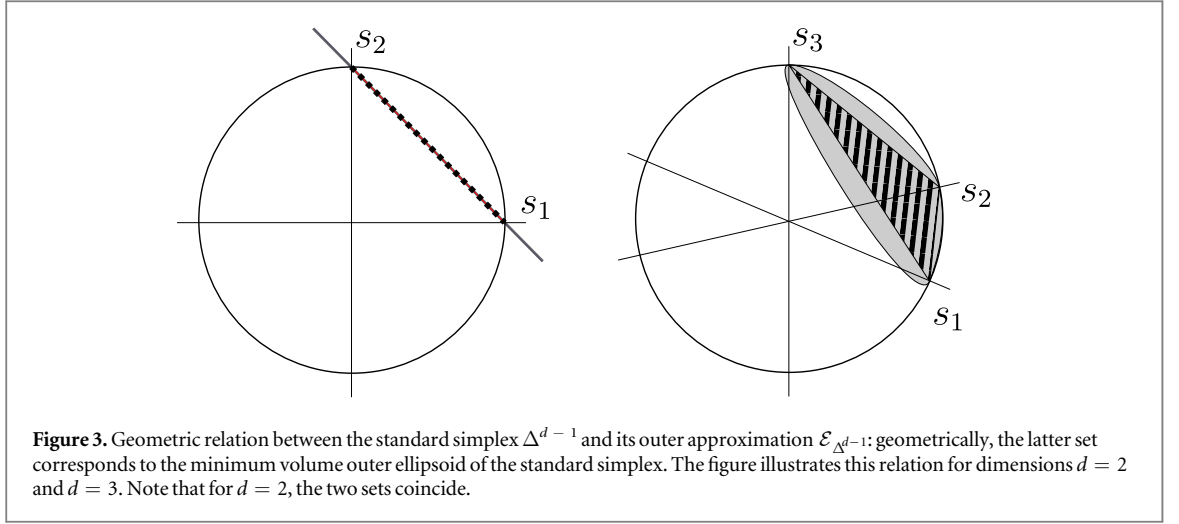 s₂
s₁
s₃
s₂
s₁
Figure 3. Geometric relation between the standard simplex Δ^{d − 1} and its outer approximation ℰ_{Δ^{d−1}}: geometrically, the latter set
corresponds to the minimum volume outer ellipsoid of the standard simplex. The figure illustrates this relation for dimensions d = 2
and d = 3. Note that for d = 2, the two sets coincide.